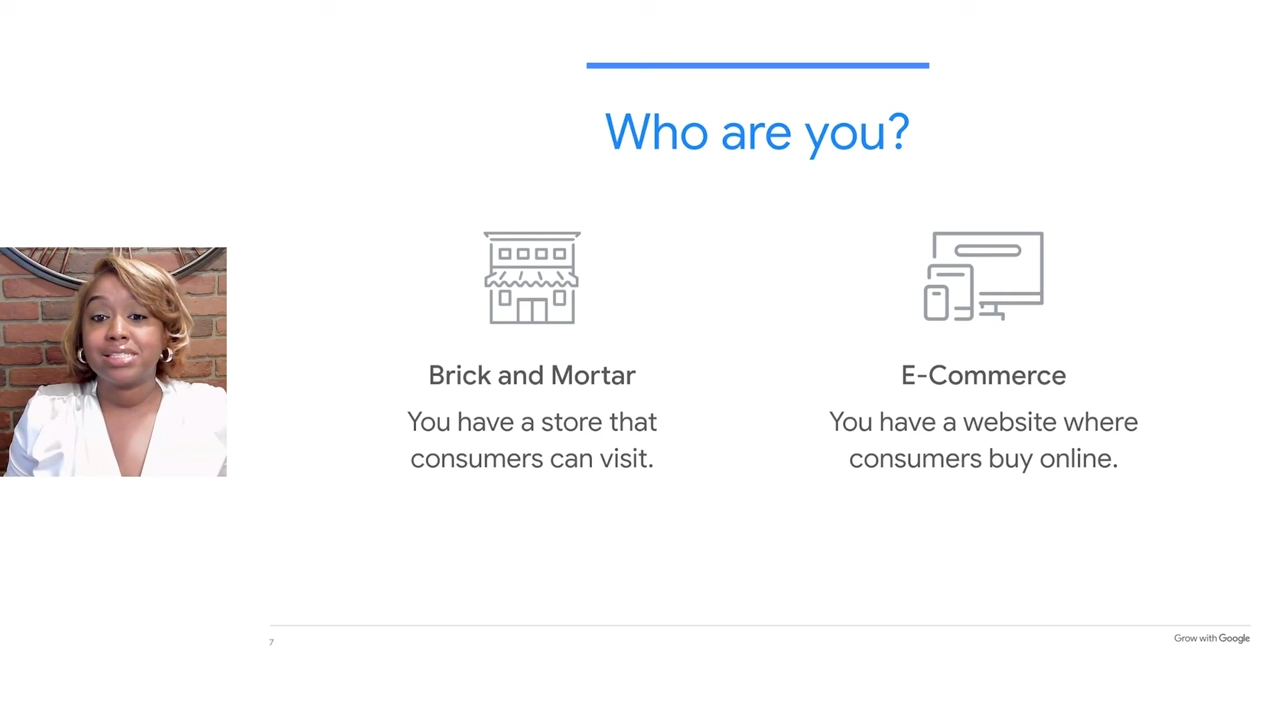 Who are you?
Brick and Mortar
You have a store that
consumers can visit.
E-Commerce
You have a website where
consumers buy online.
7
Grow with Google